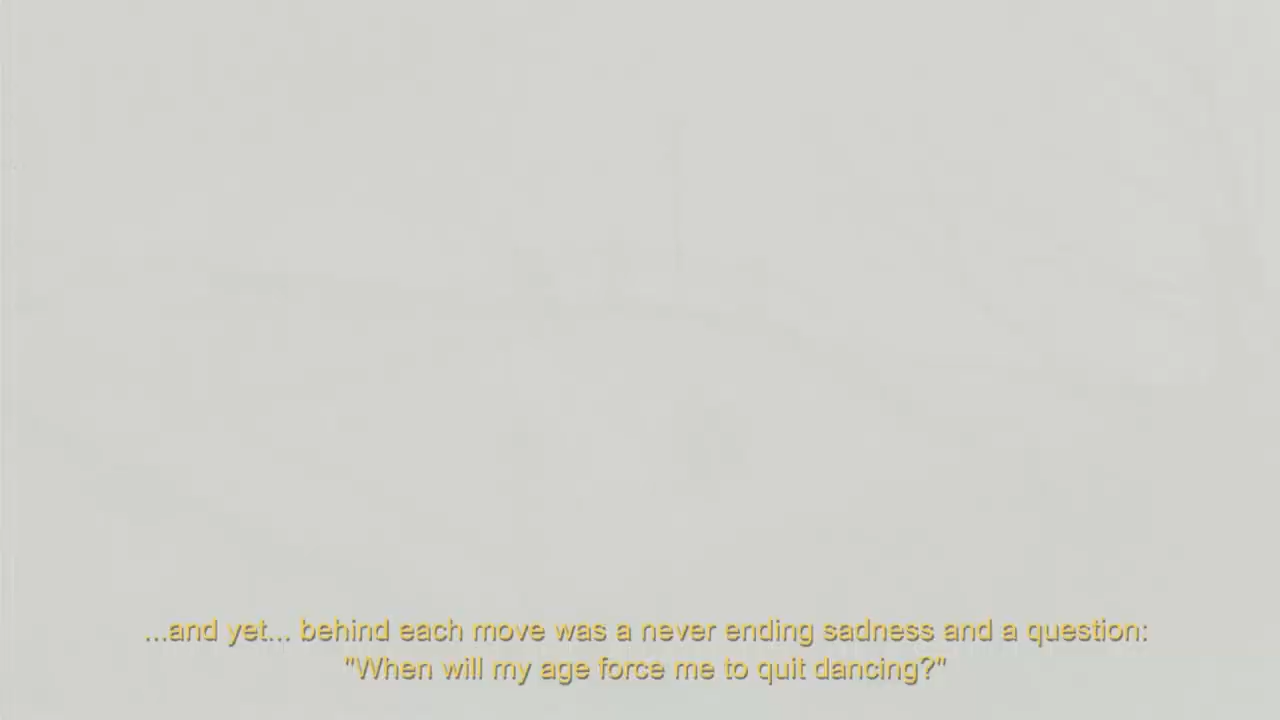 ...and yet... behind each move was a never ending sadness and a question:
"When will my age force me to quit dancing?"